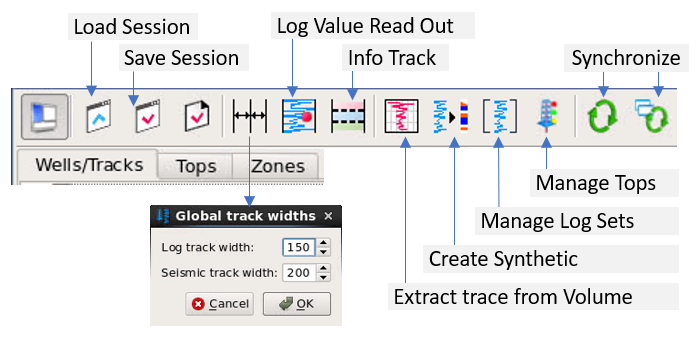 Load Session
Log Value Read Out
Save Session
Info Track
Synchronize
Wells/Tracks
Tops
Zones
Manage Tops
Global track widths
Manage Log Sets
Log track width: 150
Create Synthetic
Seismic track width: 200
Extract trace from Volume
Cancel
OK